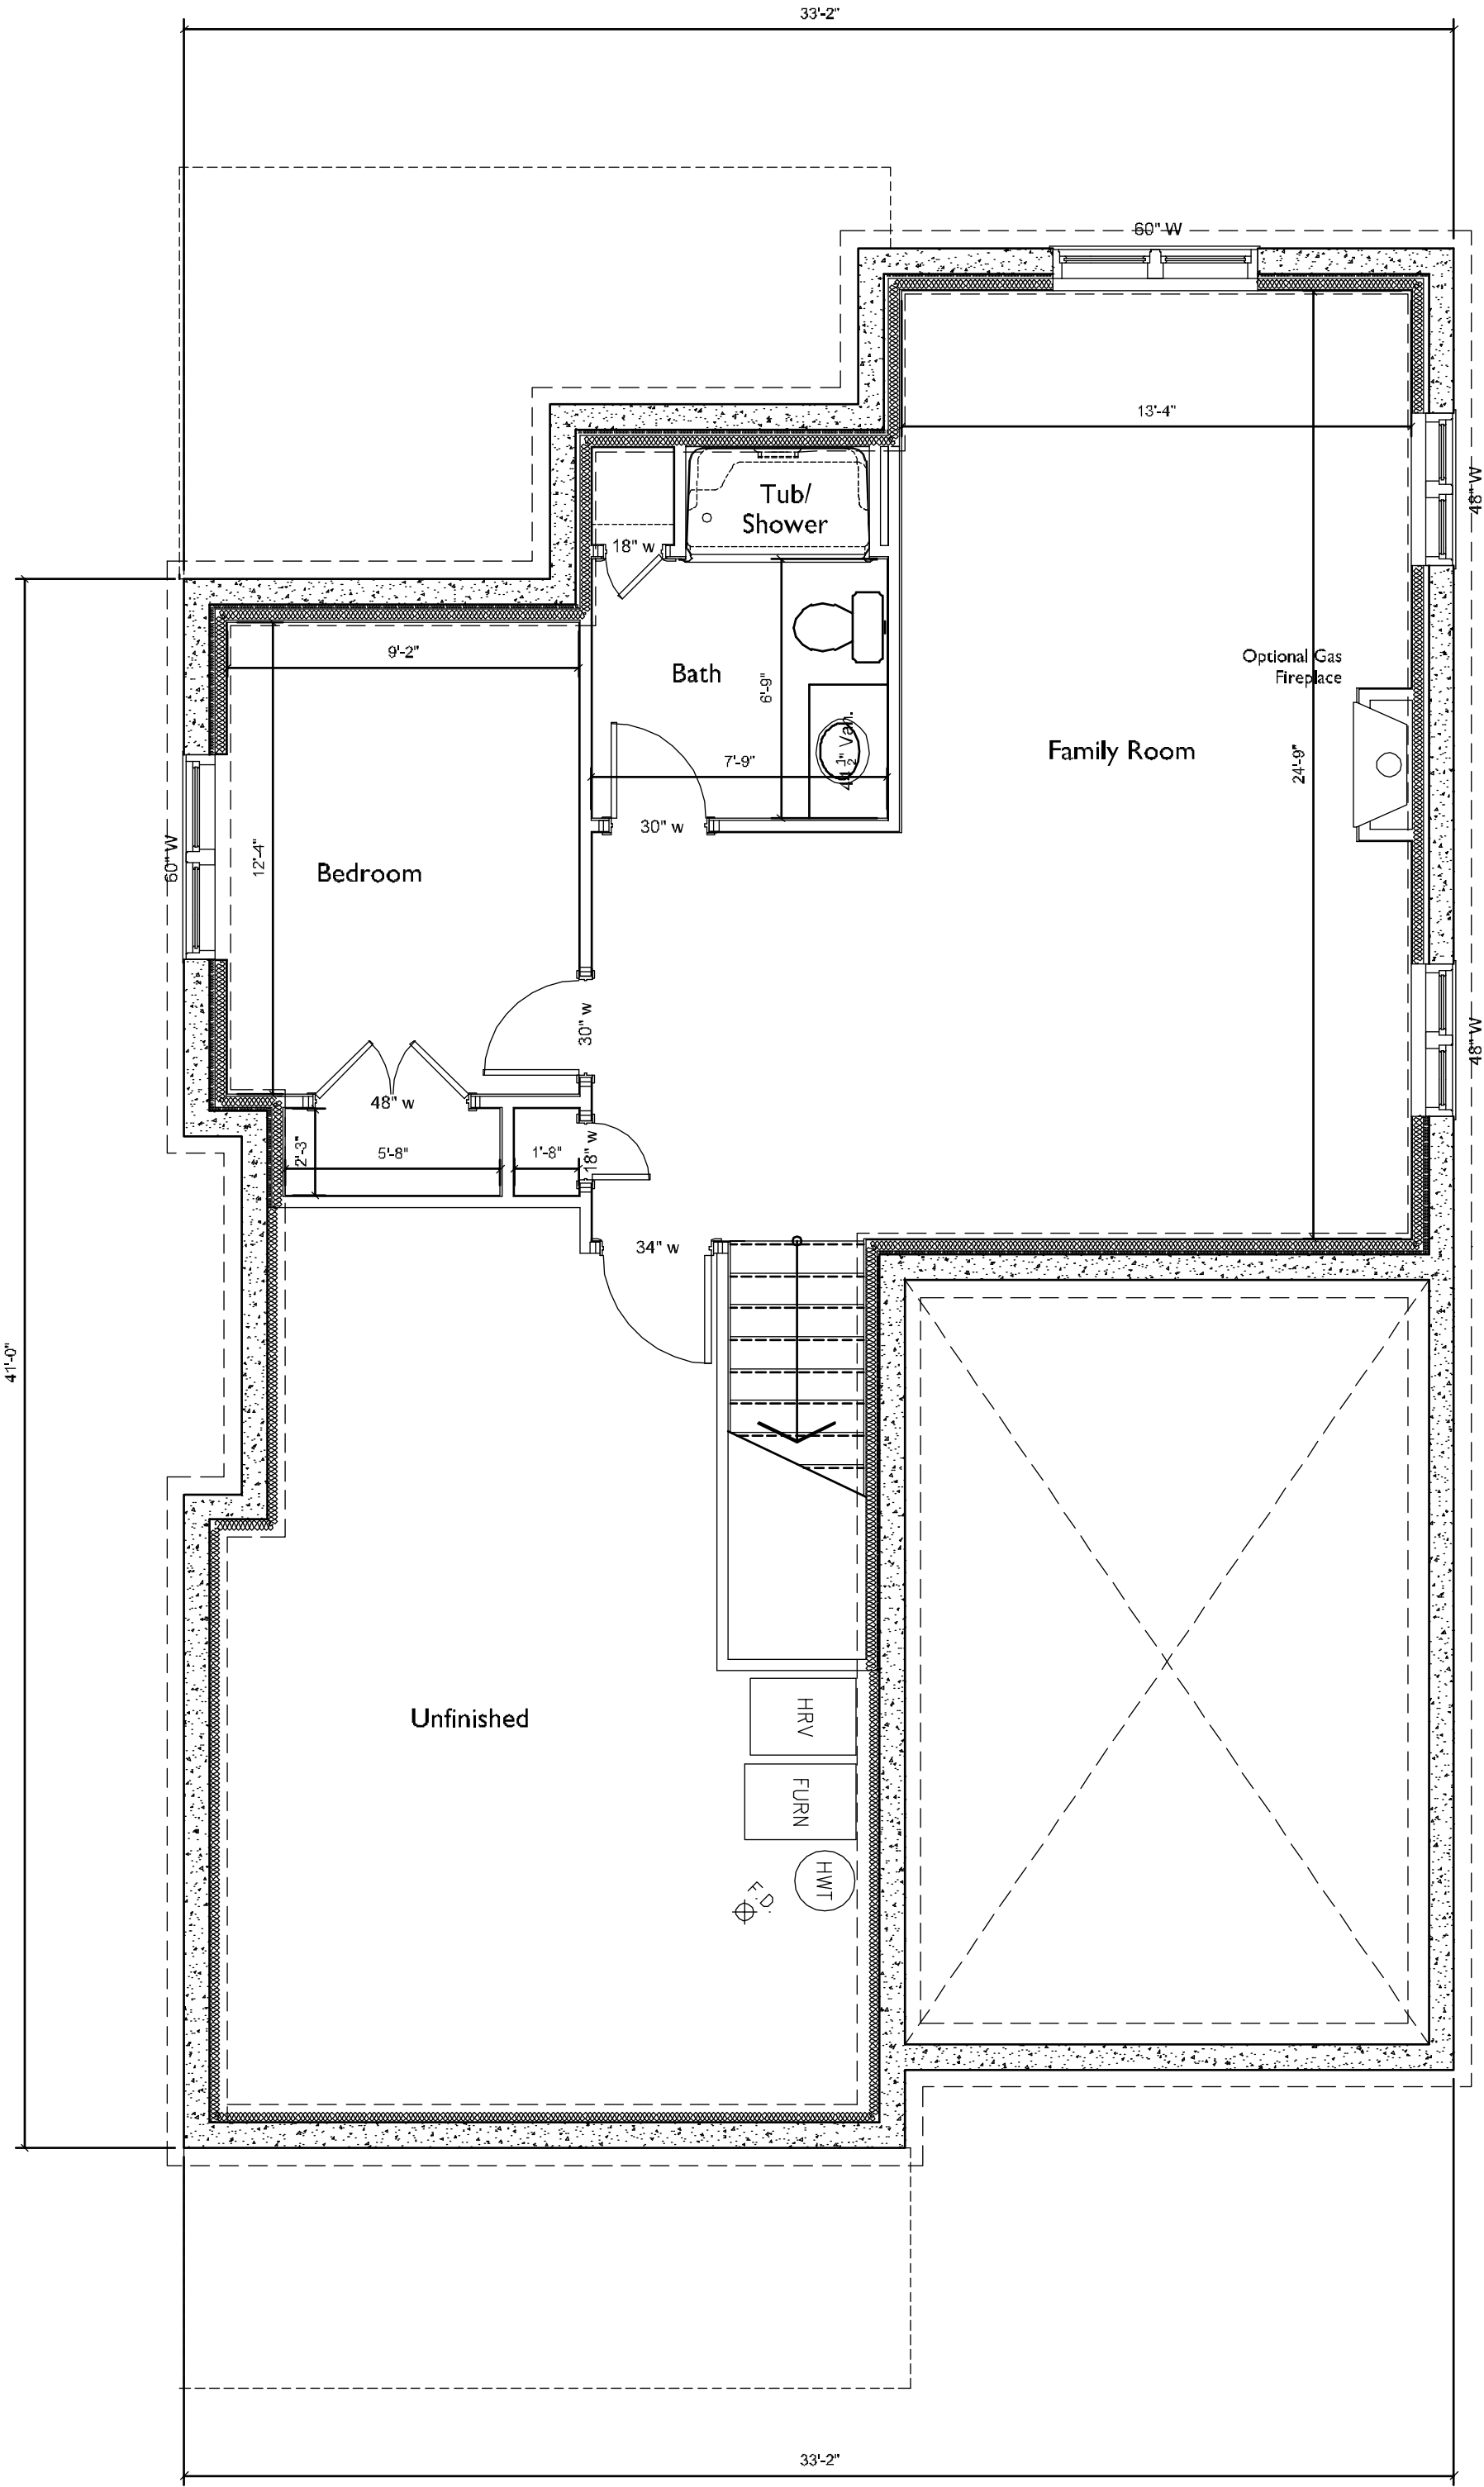 33'-2"
60" W
13'-4"
48" W
Tub/
Shower
18" w
9'-2"
Bath
6'-9"
Optional Gas
Fireplace
Family Room
24'-9"
7'-9"
Van.
30" w
60" W
12'-4"
Bedroom
30" w
48" W
48" w
2'-3"
5'-8"
1'-8"
18" w
34" w
41'-0"
Unfinished
HRV
FURN
HWT
F.D.
33'-2"